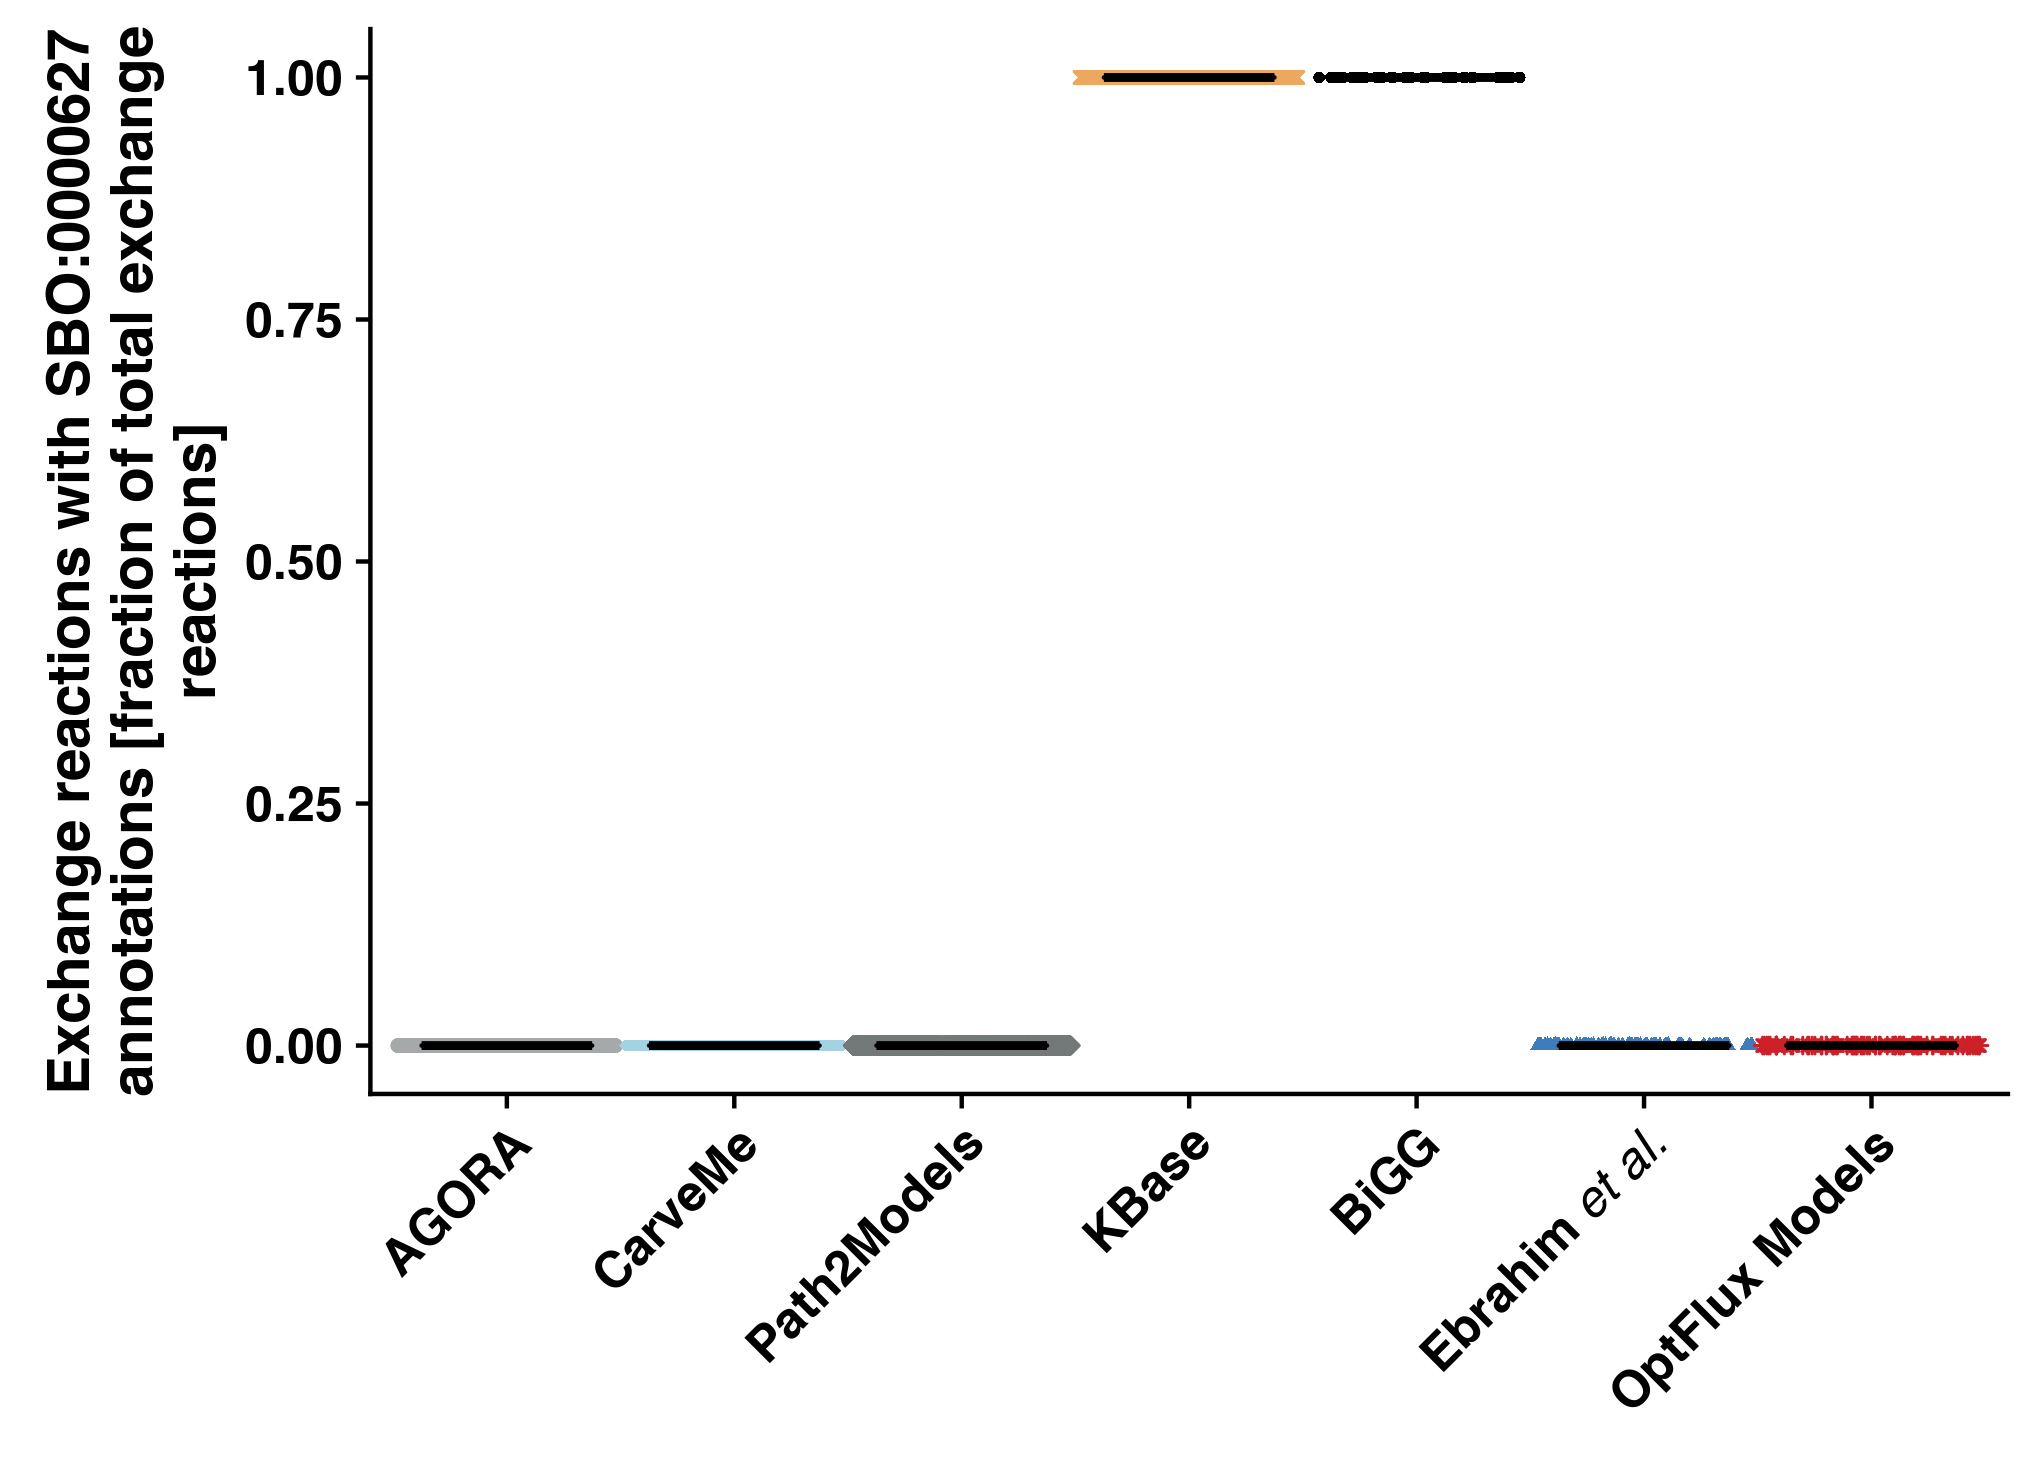 Exchange reactions with SBO:0000627
annotations [fraction of total exchange
reactions]
1.00
0.75
0.50
0.25
0.00
AGORA
CarveMe
Path2Models
KBase
BiGG
Ebrahim et al.
OptFlux Models